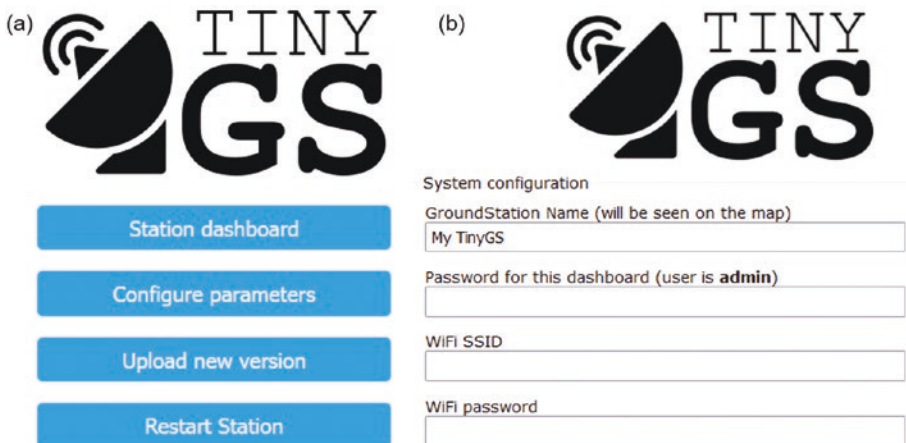 (a)
TINY
GS
Station dashboard
Configure parameters
Upload new version
Restart Station
(b)
TINY
GS
System configuration
GroundStation Name (will be seen on the map)
My TinyGS
Password for this dashboard (user is admin)
WiFi SSID
WiFi password